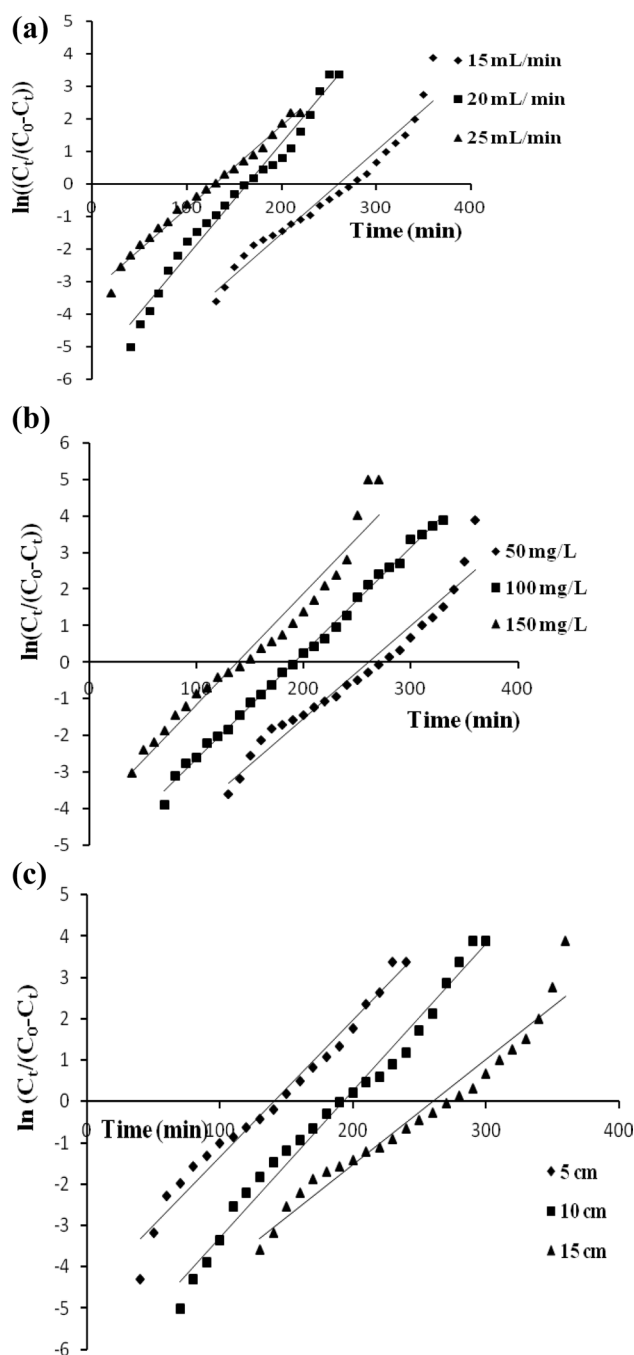 (a)
ln((Cₜ/(C₀-Cₜ))
4
3
2
1
0
-1
-2
-3
-4
-5
-6
0
100
200
300
400
Time (min)
15 mL/min
20 mL/ min
25 mL/min
(b)
ln(Cₜ/(C₀-Cₜ))
6
5
4
3
2
1
0
-1
-2
-3
-4
-5
0
100
200
300
400
Time (min)
50 mg/L
100 mg/L
150 mg/L
(c)
ln (Cₜ/(C₀-Cₜ)
5
4
3
2
1
0
-1
-2
-3
-4
-5
-6
0
100
200
300
400
Time (min)
5 cm
10 cm
15 cm